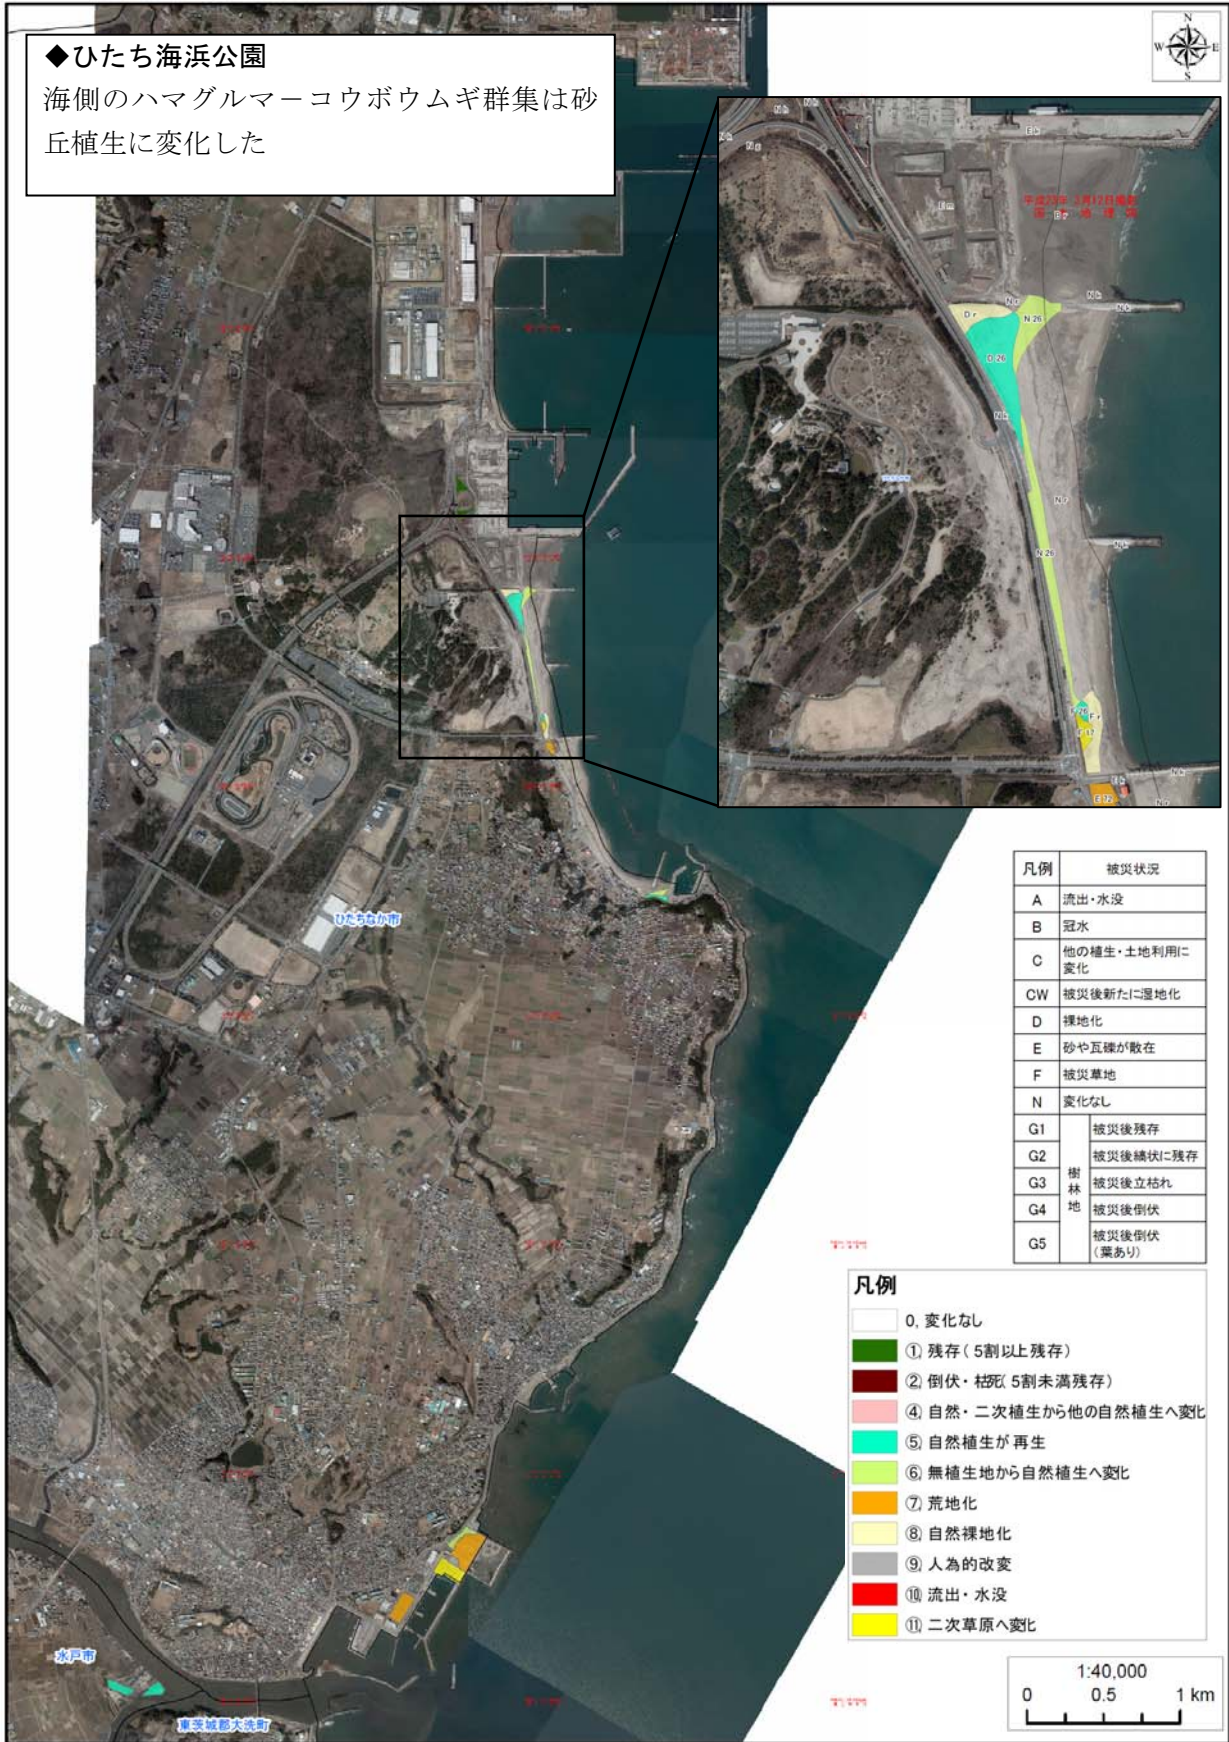 ◆ひたち海浜公園
海側のハマグルマ－コウボウムギ群集は砂
丘植生に変化した
N
W
E
S
N k
N k
N k
N k
N g
E k
E n
B r
N r
N k
N k
D r
N 26
D 26
N k
N r
N 26
N k
F 26
F r
F 17
E k
N k
E 72
N r
ひたちなか市
水戸市
東茨城郡大洗町
凡例 被災状況
A 流出・水没
B 冠水
C 他の植生・土地利用に
変化
CW 被災後新たに湿地化
D 裸地化
E 砂や瓦礫が散在
F 被災草地
N 変化なし
樹林地
G1 被災後残存
G2 被災後縞状に残存
G3 被災後立枯れ
G4 被災後倒伏
G5 被災後倒伏
（葉あり）
凡例
0, 変化なし
①, 残存（5割以上残存）
②, 倒伏・枯死（5割未満残存）
④, 自然・二次植生から他の自然植生へ変化
⑤, 自然植生が再生
⑥, 無植生地から自然植生へ変化
⑦, 荒地化
⑧, 自然裸地化
⑨, 人為的改変
⑩, 流出・水没
⑪, 二次草原へ変化
1:40,000
0 0.5 1 km